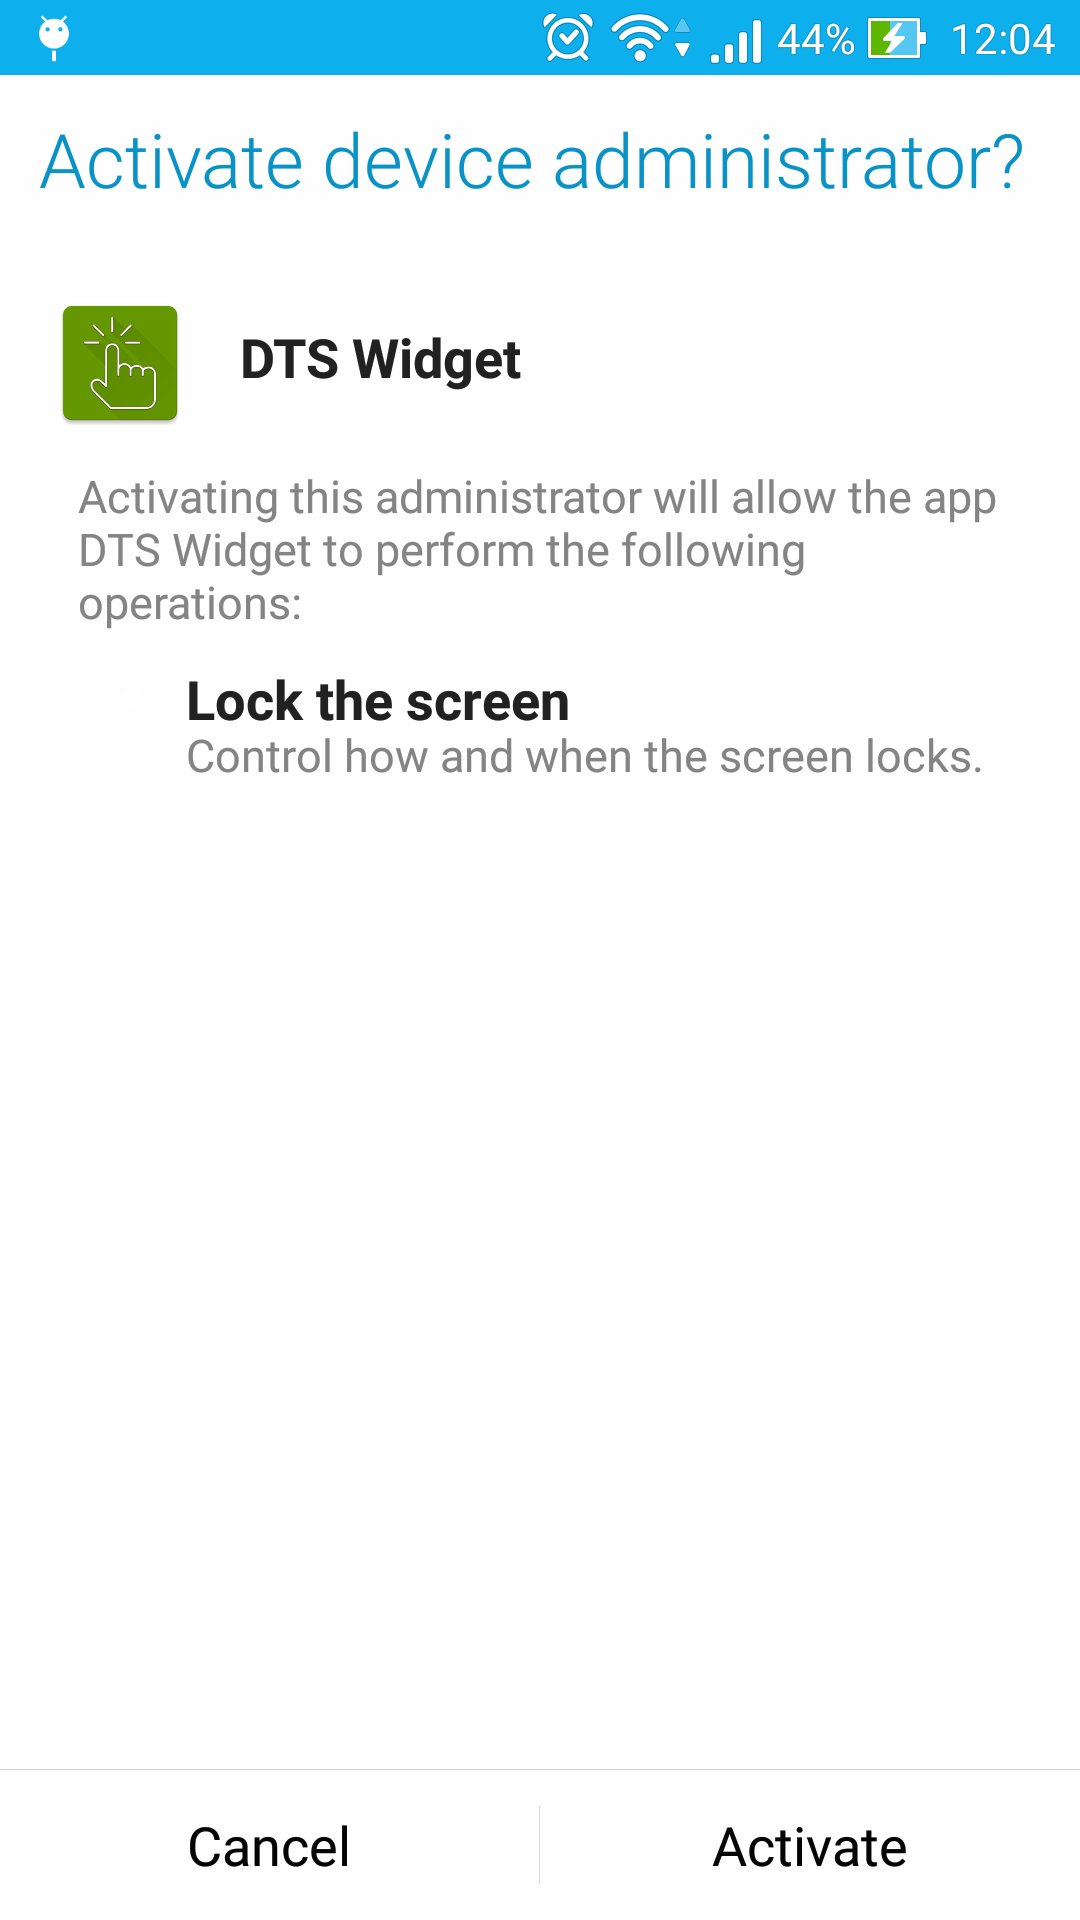 44% 12:04
Activate device administrator?
DTS Widget
Activating this administrator will allow the app
DTS Widget to perform the following
operations:
Lock the screen
Control how and when the screen locks.
Cancel Activate